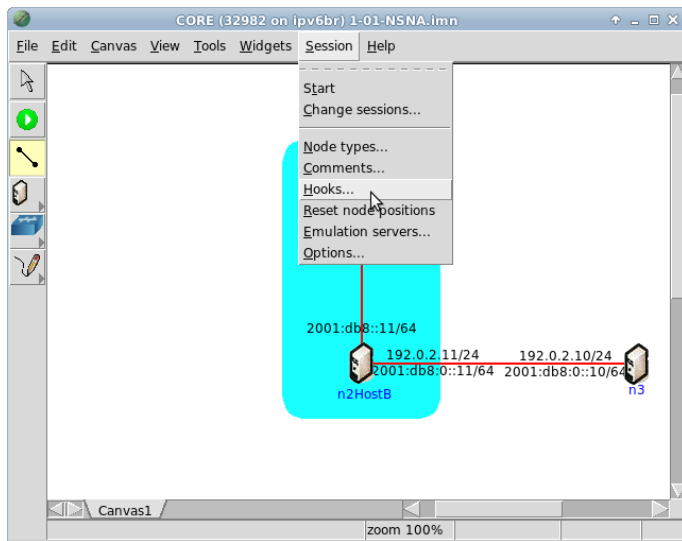 CORE (32982 on ipv6br) 1-01-NSNA.imn
File Edit Canvas View Tools Widgets Session Help
Start
Change sessions...
Node types...
Comments...
Hooks...
Reset node positions
Emulation servers...
Options...
2001:db8::11/64
192.0.2.11/24 192.0.2.10/24
2001:db8:0::11/64 2001:db8:0::10/64
n2HostB n3
Canvas1
zoom 100%